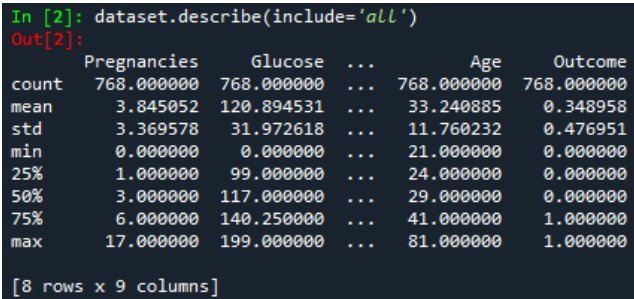 In [2]: dataset.describe(include='all')
Out[2]:
Pregnancies Glucose ... Age Outcome
count 768.000000 768.000000 ... 768.000000 768.000000
mean 3.845052 120.894531 ... 33.240885 0.348958
std 3.369578 31.972618 ... 11.760232 0.476951
min 0.000000 0.000000 ... 21.000000 0.000000
25% 1.000000 99.000000 ... 24.000000 0.000000
50% 3.000000 117.000000 ... 29.000000 0.000000
75% 6.000000 140.250000 ... 41.000000 1.000000
max 17.000000 199.000000 ... 81.000000 1.000000
[8 rows x 9 columns]